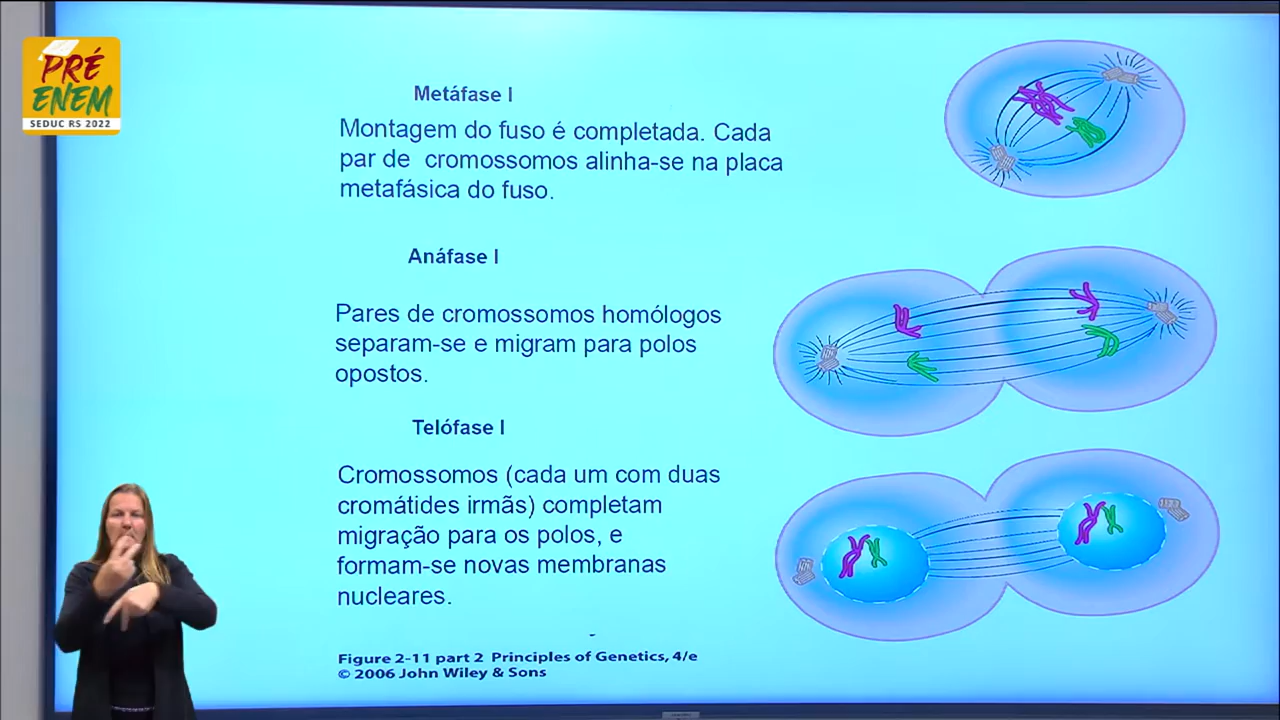 PRÉ
ENEM
SEDUC RS 2022
Metáfase I
Montagem do fuso é completada. Cada
par de cromossomos alinha-se na placa
metafásica do fuso.
Anáfase I
Pares de cromossomos homólogos
separam-se e migram para polos
opostos.
Telófase I
Cromossomos (cada um com duas
cromátides irmãs) completam
migração para os polos, e
formam-se novas membranas
nucleares.
Figure 2-11 part 2 Principles of Genetics, 4/e
© 2006 John Wiley & Sons